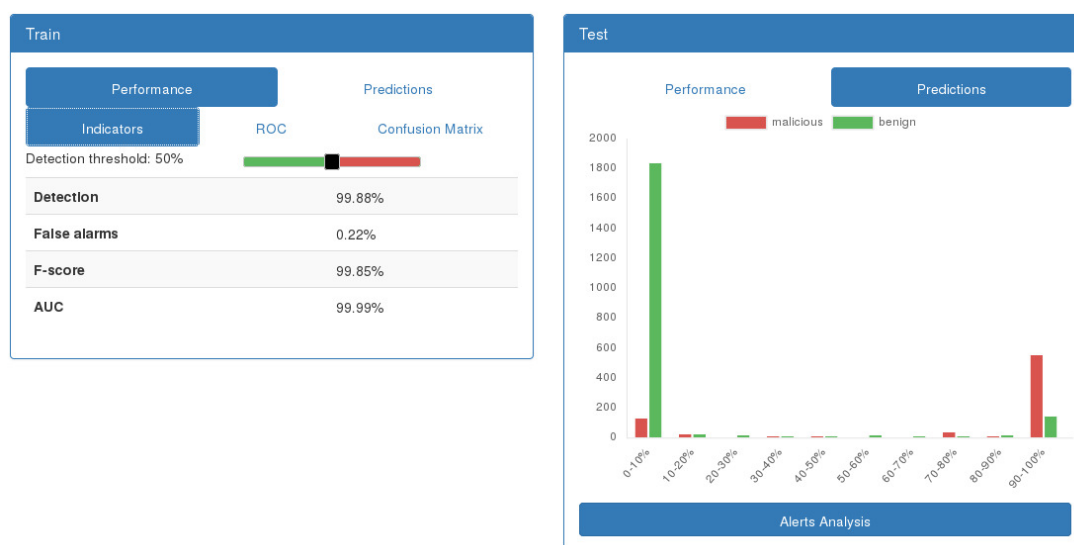 Train
Performance Predictions
Indicators ROC Confusion Matrix
Detection threshold: 50%
Detection 99.88%
False alarms 0.22%
F-score 99.85%
AUC 99.99%
Test
Performance Predictions
malicious benign
2000
1800
1600
1400
1200
1000
800
600
400
200
0
0-10% 10-20% 20-30% 30-40% 40-50% 50-60% 60-70% 70-80% 80-90% 90-100%
Alerts Analysis